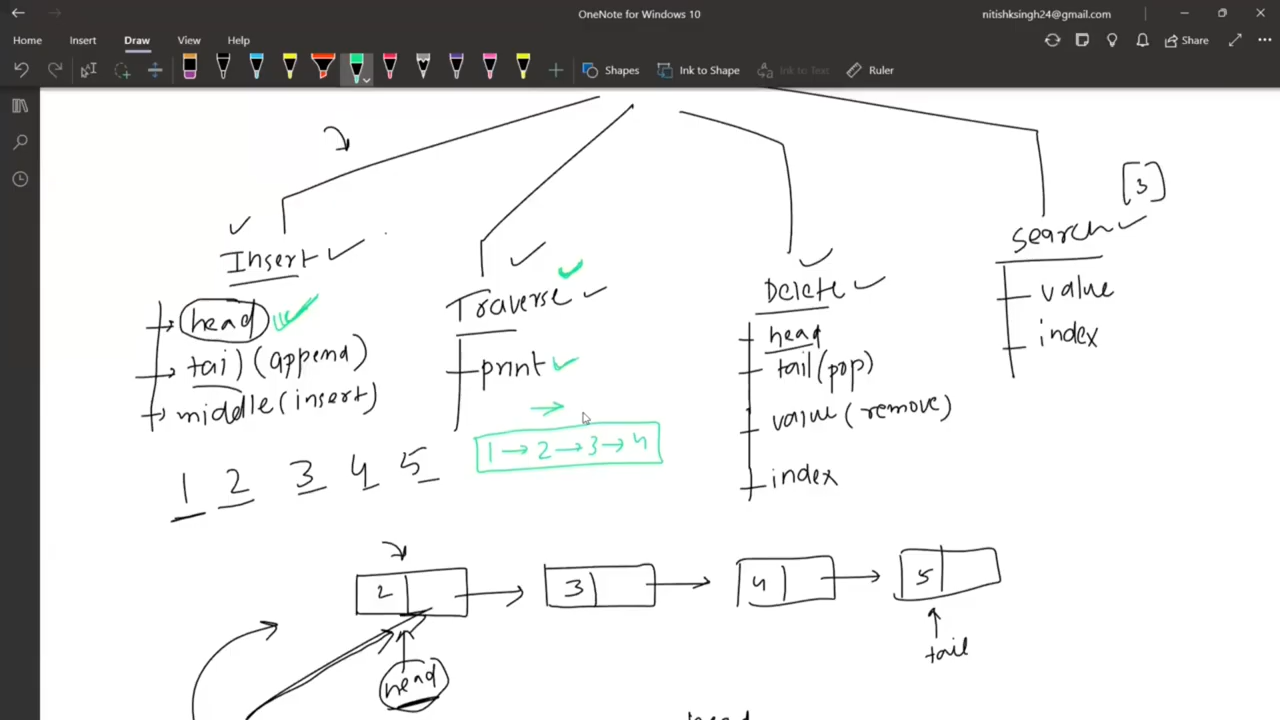 OneNote for Windows 10
nitishksingh24@gmail.com
Home Insert Draw View Help
Share
Shapes
Ink to Shape
Ink to Text
Ruler
[3]
Insert
head
tail (append)
middle (insert)
1 2 3 4 5
Traverse
print
1 → 2 → 3 → 4
Delete
head
tail (pop)
value (remove)
index
Search
value
index
2 → 3 → 4 → 5
head
tail
head